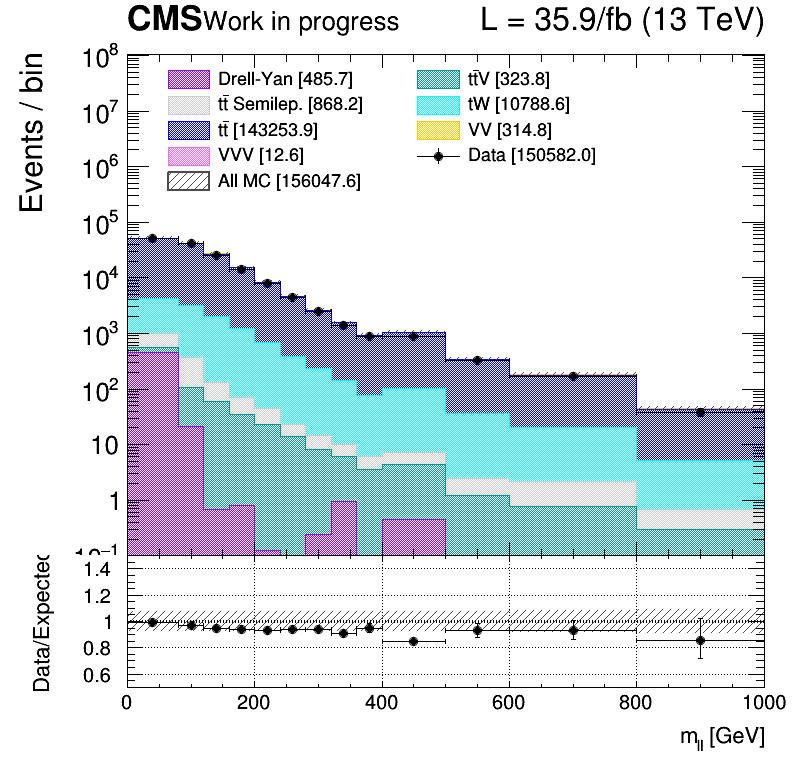 CMS Work in progress L = 35.9/fb (13 TeV)
Events / bin
10⁸
10⁷
10⁶
10⁵
10⁴
10³
10²
10
1
10⁻¹
Drell-Yan [485.7]
tt̄ Semilep. [868.2]
tt̄ [143253.9]
VVV [12.6]
All MC [156047.6]
tt̄V [323.8]
tW [10788.6]
VV [314.8]
Data [150582.0]
Data/Expected
1.4
1.2
1
0.8
0.6
0 200 400 600 800 1000
m_ll [GeV]